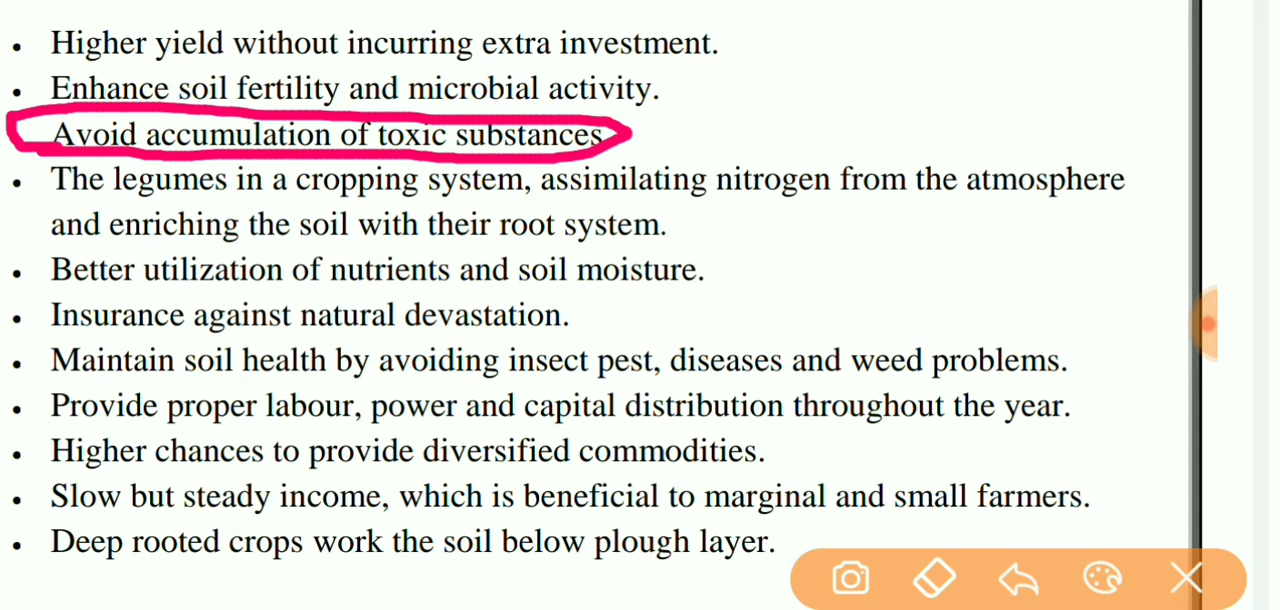 • Higher yield without incurring extra investment.
• Enhance soil fertility and microbial activity.
Avoid accumulation of toxic substances
• The legumes in a cropping system, assimilating nitrogen from the atmosphere
and enriching the soil with their root system.
• Better utilization of nutrients and soil moisture.
• Insurance against natural devastation.
• Maintain soil health by avoiding insect pest, diseases and weed problems.
• Provide proper labour, power and capital distribution throughout the year.
• Higher chances to provide diversified commodities.
• Slow but steady income, which is beneficial to marginal and small farmers.
• Deep rooted crops work the soil below plough layer.